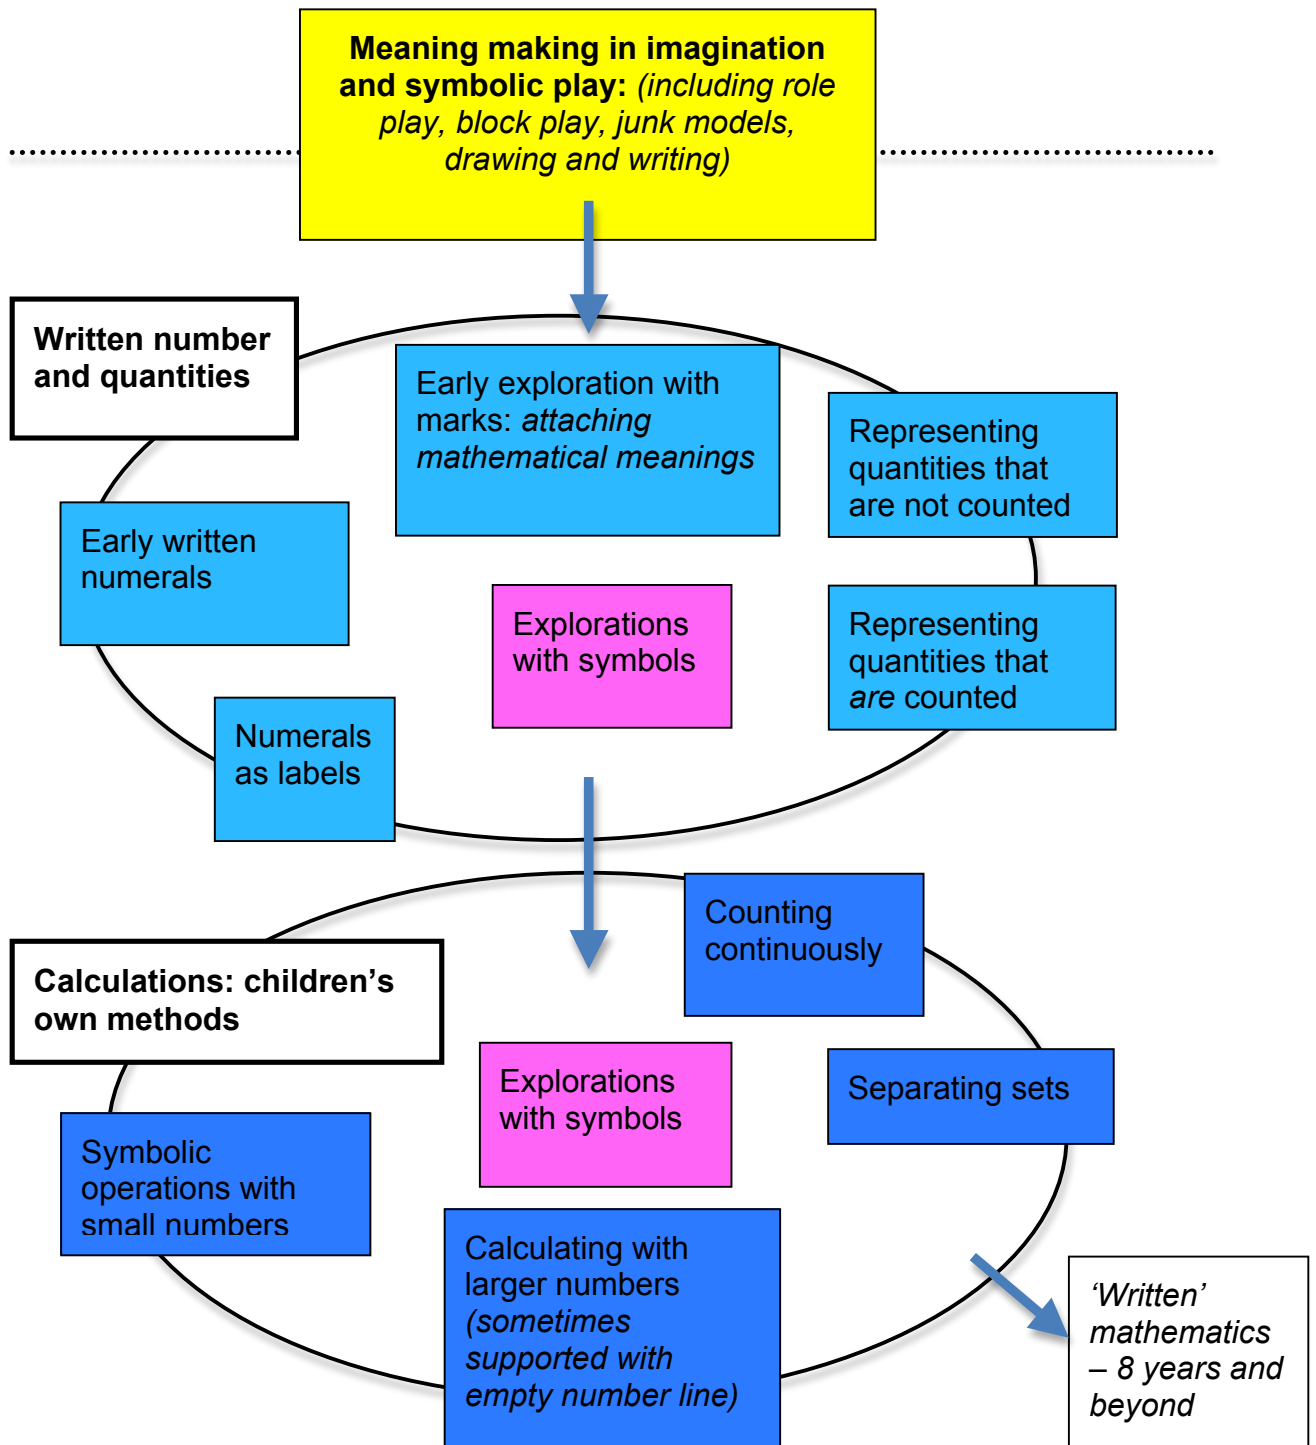 Meaning making in imagination
and symbolic play: (including role
play, block play, junk models,
drawing and writing)
Written number
and quantities
Early exploration with
marks: attaching
mathematical meanings
Representing
quantities that
are not counted
Early written
numerals
Explorations
with symbols
Representing
quantities that
are counted
Numerals
as labels
Counting
continuously
Calculations: children’s
own methods
Explorations
with symbols
Separating sets
Symbolic
operations with
small numbers
Calculating with
larger numbers
(sometimes
supported with
empty number line)
‘Written’
mathematics
– 8 years and
beyond